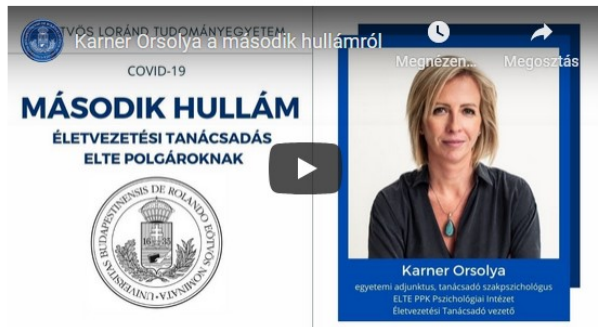 TVÖS LORÁND TUDOMÁNYEGYETEM
Karner Orsolya a második hullámról
Megnézen...
Megosztás
COVID-19
MÁSODIK HULLÁM
ÉLETVEZETÉSI TANÁCSADÁS
ELTE POLGÁROKNAK
UNIVERSITAS BUDAPESTINENSIS DE ROLANDO EÖTVÖS NOMINATA
1635
Karner Orsolya
egyetemi adjunktus, tanácsadó szakpszichológus
ELTE PPK Pszichológiai Intézet
Életvezetési Tanácsadó vezető